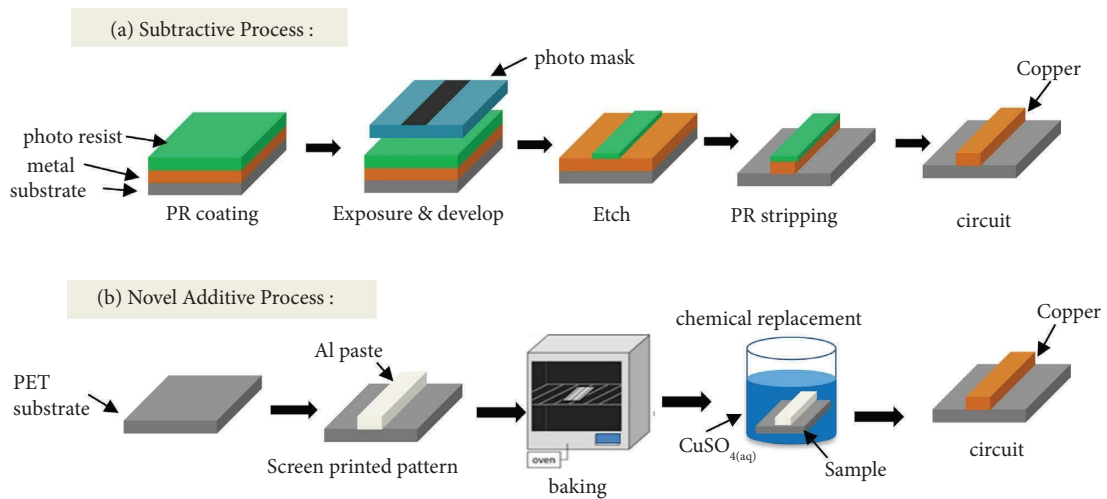 (a) Subtractive Process :
photo mask
Copper
photo resist
metal
substrate
PR coating
Exposure & develop
Etch
PR stripping
circuit
(b) Novel Additive Process :
chemical replacement
Copper
Al paste
PET
substrate
CuSO4(aq)
Sample
oven
Screen printed pattern
baking
circuit